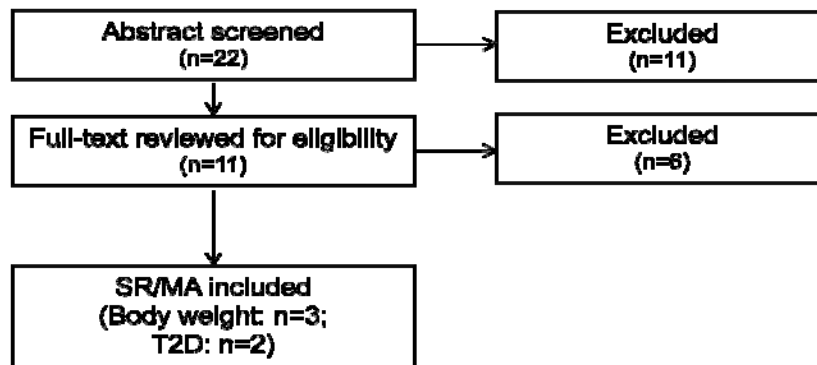 Abstract screened
(n=22)
Excluded
(n=11)
Full-text reviewed for eligibility
(n=11)
Excluded
(n=6)
SR/MA included
(Body weight: n=3;
T2D: n=2)